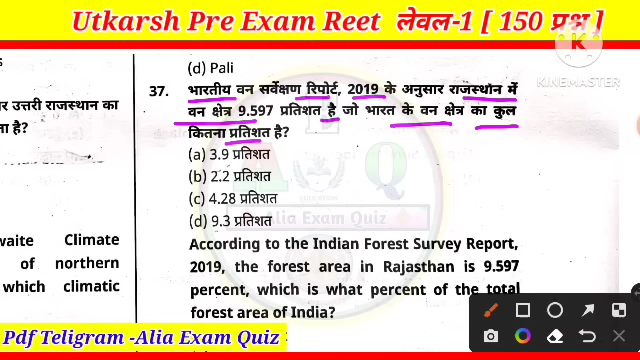 Utkarsh Pre Exam Reet लेवल-1 [ 150 प्रश्न ]
(d) Pali
37. भारतीय वन सर्वेक्षण रिपोर्ट, 2019 के अनुसार राजस्थान में
वन क्षेत्र 9.597 प्रतिशत है जो भारत के वन क्षेत्र का कुल
कितना प्रतिशत है?
(a) 3.9 प्रतिशत
(b) 2.2 प्रतिशत
(c) 4.28 प्रतिशत
(d) 9.3 प्रतिशत
According to the Indian Forest Survey Report,
2019, the forest area in Rajasthan is 9.597
percent, which is what percent of the total
forest area of India?
s
र उत्तरी राजस्थान का
ता है?
waite Climate
of northern
which climatic
A Q
Alia Exam Quiz
KINEMASTER
Pdf Teligram -Alia Exam Quiz